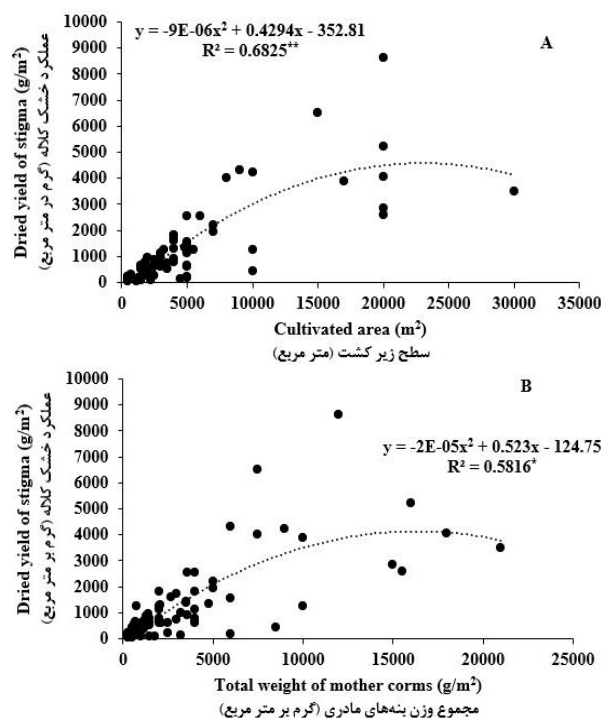 A
y = -9E-06x² + 0.4294x - 352.81
R² = 0.6825**
Dried yield of stigma (g/m²)
عملکرد خشک کلاله (گرم در متر مربع)
10000
9000
8000
7000
6000
5000
4000
3000
2000
1000
0
0 5000 10000 15000 20000 25000 30000 35000
Cultivated area (m²)
سطح زیر کشت (متر مربع)
B
y = -2E-05x² + 0.523x - 124.75
R² = 0.5816*
Dried yield of stigma (g/m²)
عملکرد خشک کلاله (گرم بر متر مربع)
10000
9000
8000
7000
6000
5000
4000
3000
2000
1000
0
0 5000 10000 15000 20000 25000
Total weight of mother corms (g/m²)
مجموع وزن بنه‌های مادری (گرم بر متر مربع)